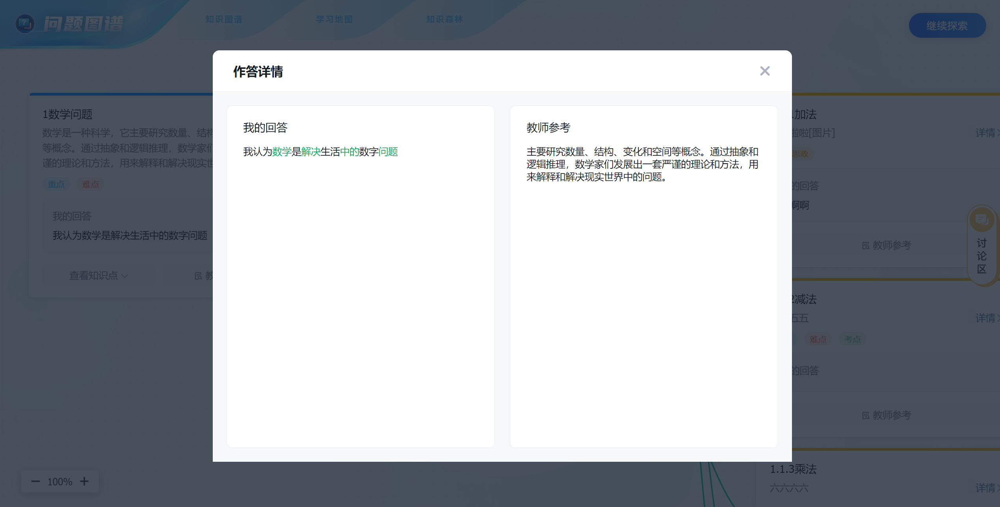 问题图谱
知识图谱
学习地图
知识森林
继续探索
作答详情
我的回答
我认为数学是解决生活中的数字问题
教师参考
主要研究数量、结构、变化和空间等概念。通过抽象和
逻辑推理，数学家们发展出一套严谨的理论和方法，用
来解释和解决现实世界中的问题。
1数学问题
数学是一种科学，它主要研究数量、结构
等概念。通过抽象和逻辑推理，数学家们
谨的理论和方法，用来解释和解决现实世
重点
难点
我的回答
我认为数学是解决生活中的数字问题
查看知识点
教
加法
啦啦[图片]
详情
思政
的回答
啊啊
教师参考
讨论区
2减法
五五
详情
难点
考点
的回答
教师参考
1.1.3乘法
六六六六
详情
100%